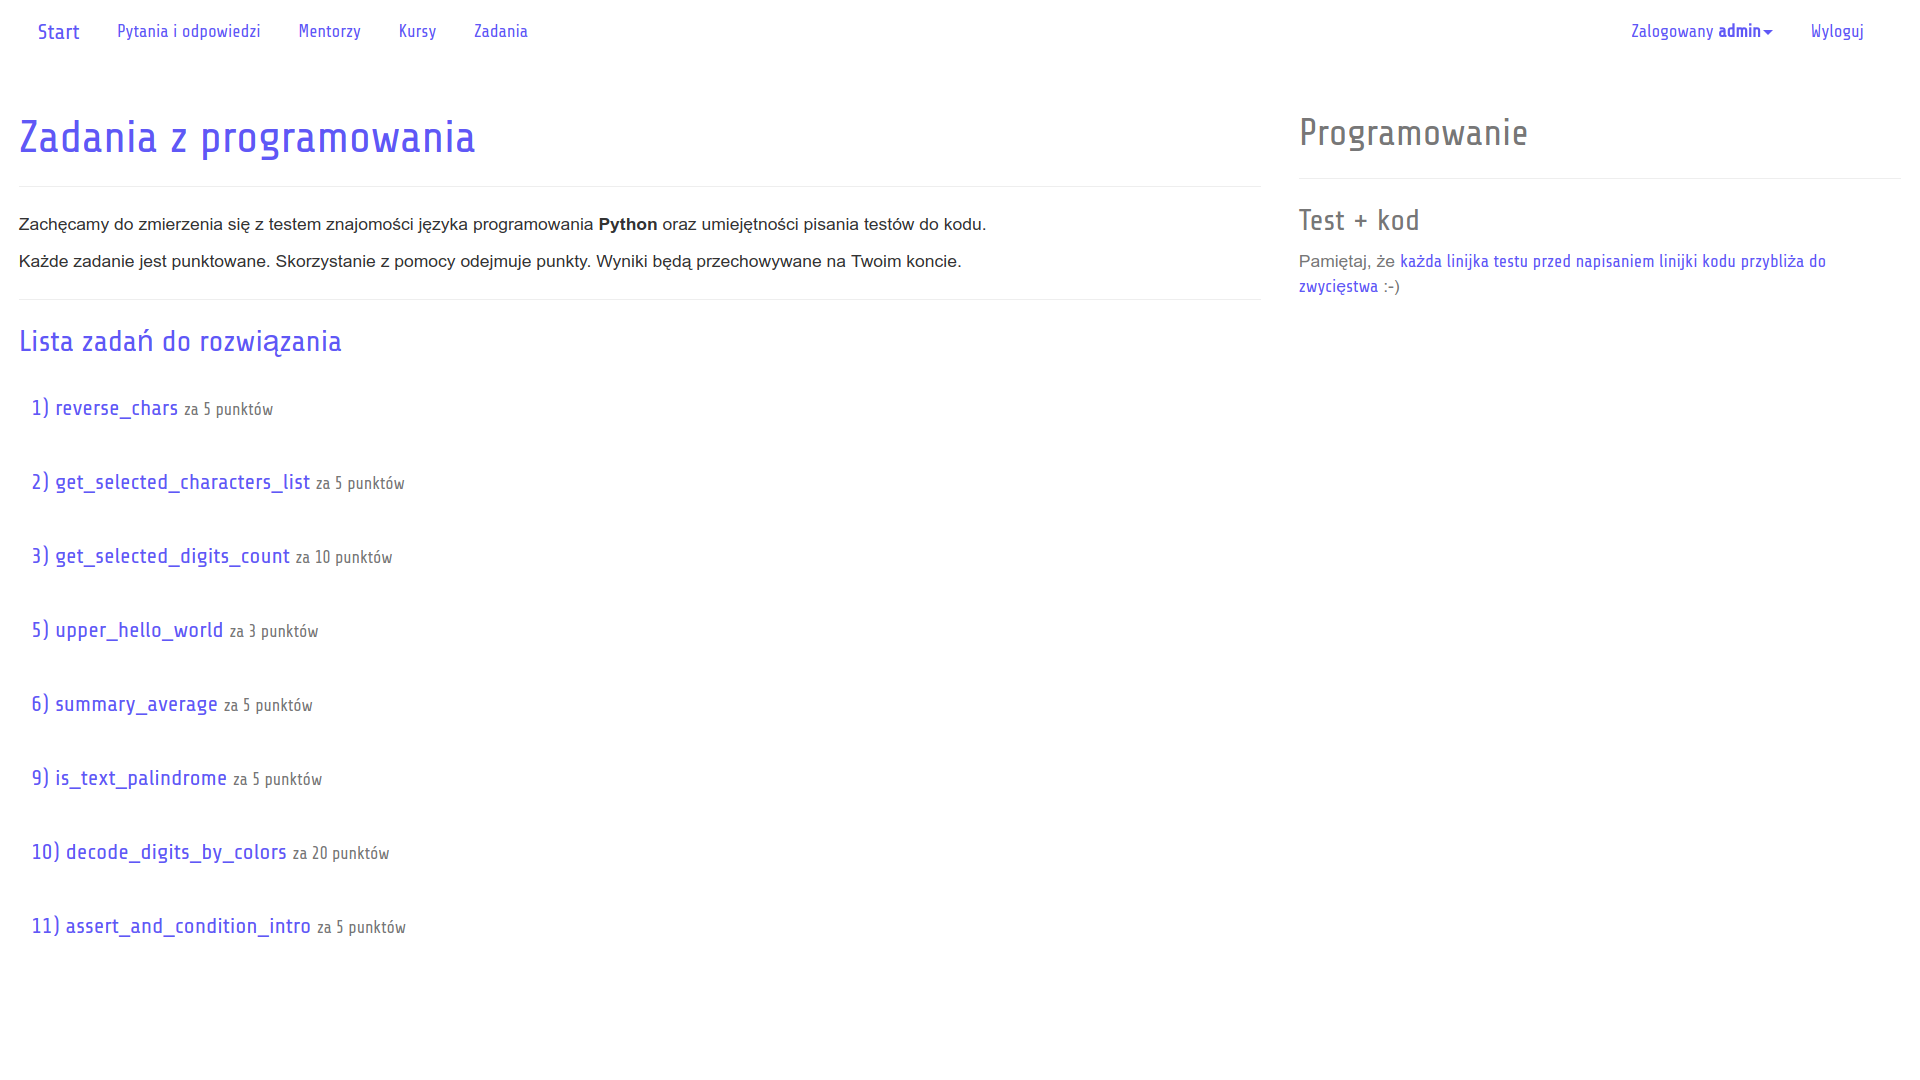 Start Pytania i odpowiedzi Mentorzy Kursy Zadania Zalogowany admin Wyloguj
Zadania z programowania
Zachęcamy do zmierzenia się z testem znajomości języka programowania Python oraz umiejętności pisania testów do kodu.
Każde zadanie jest punktowane. Skorzystanie z pomocy odejmuje punkty. Wyniki będą przechowywane na Twoim koncie.
Lista zadań do rozwiązania
1) reverse_chars za 5 punktów
2) get_selected_characters_list za 5 punktów
3) get_selected_digits_count za 10 punktów
5) upper_hello_world za 3 punktów
6) summary_average za 5 punktów
9) is_text_palindrome za 5 punktów
10) decode_digits_by_colors za 20 punktów
11) assert_and_condition_intro za 5 punktów
Programowanie
Test + kod
Pamiętaj, że każda linijka testu przed napisaniem linijki kodu przybliża do
zwycięstwa :-)